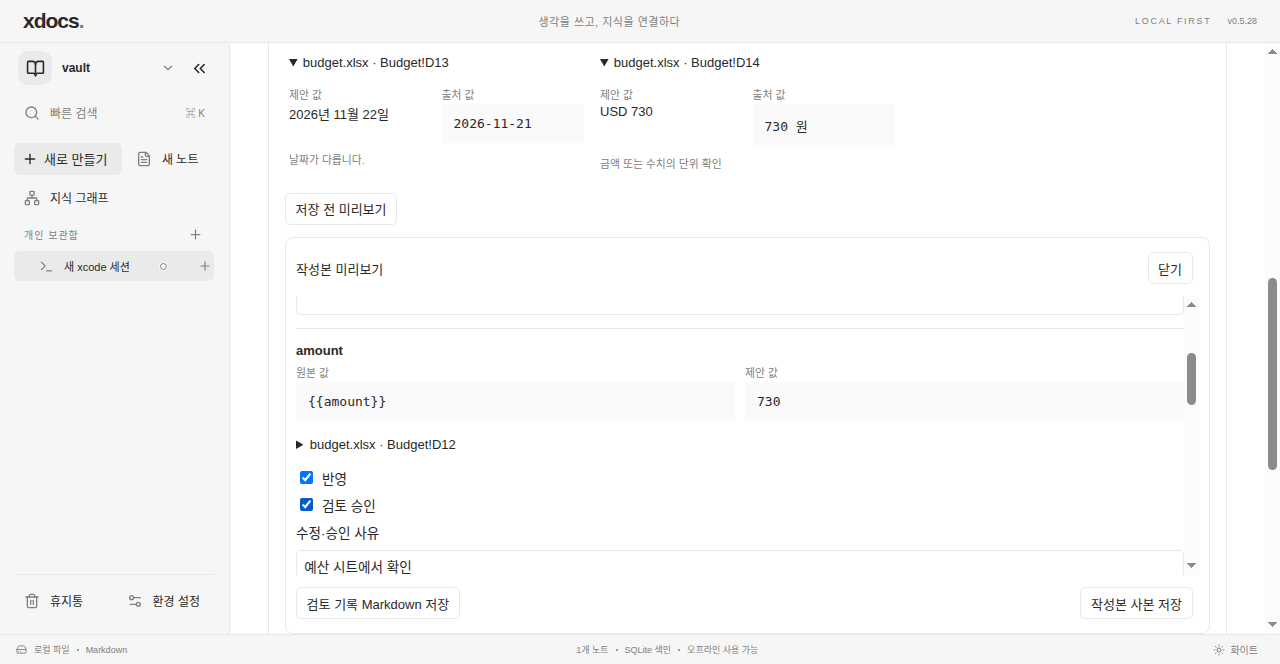 xdocs.
생각을 쓰고, 지식을 연결하다
LOCAL FIRST v0.5.28
vault
빠른 검색 ⌘K
새로 만들기 새 노트
지식 그래프
개인 보관함
새 xcode 세션
휴지통 환경 설정
budget.xlsx · Budget!D13
제안 값 출처 값
2026년 11월 22일 2026-11-21
날짜가 다릅니다.
budget.xlsx · Budget!D14
제안 값 출처 값
USD 730 730 원
금액 또는 수치의 단위 확인
저장 전 미리보기
작성본 미리보기 닫기
amount
원본 값 제안 값
{{amount}} 730
budget.xlsx · Budget!D12
반영
검토 승인
수정·승인 사유
예산 시트에서 확인
검토 기록 Markdown 저장 작성본 사본 저장
로컬 파일 · Markdown
1개 노트 · SQLite 색인 · 오프라인 사용 가능
화이트